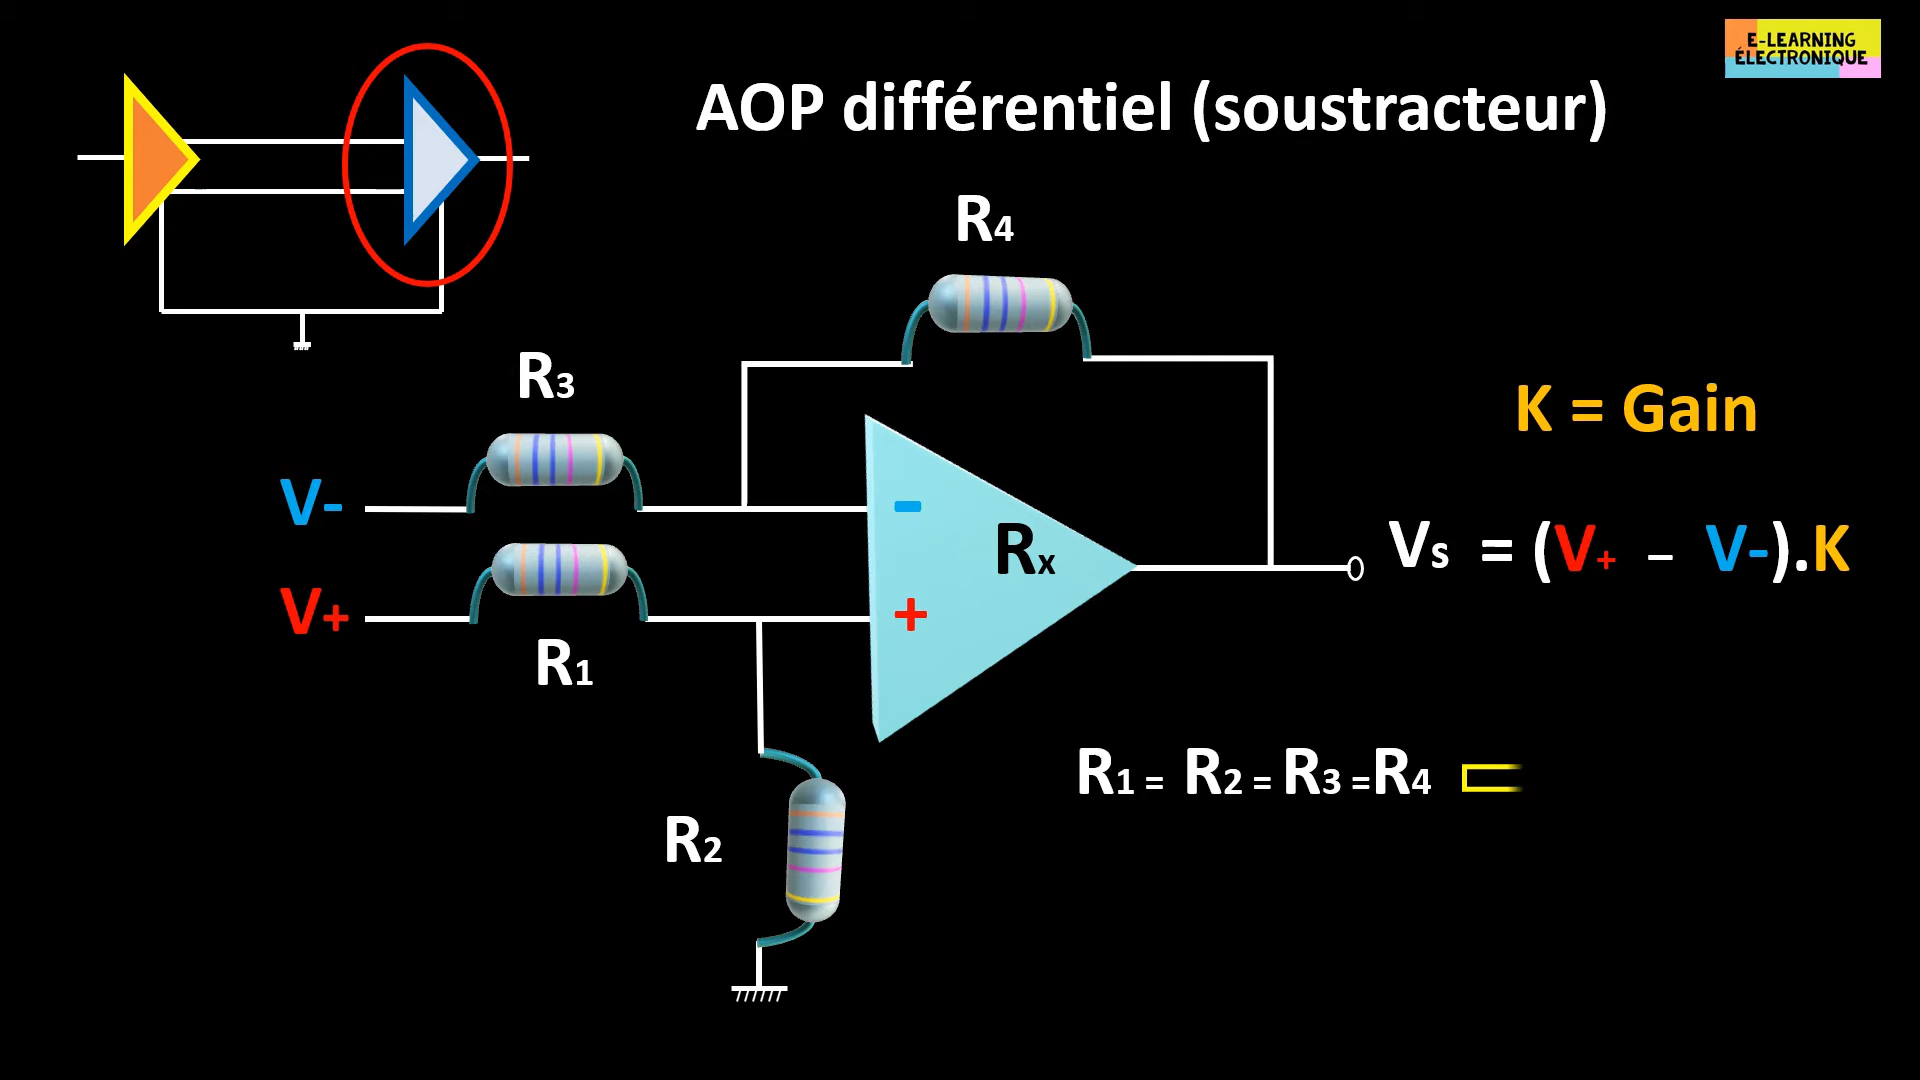 E-LEARNING
ÉLECTRONIQUE
AOP différentiel (soustracteur)
R4
R3
K = Gain
V-
-
Rx
Vs = (V+ - V-).K
V+
+
R1
R1 = R2 = R3 =R4
R2